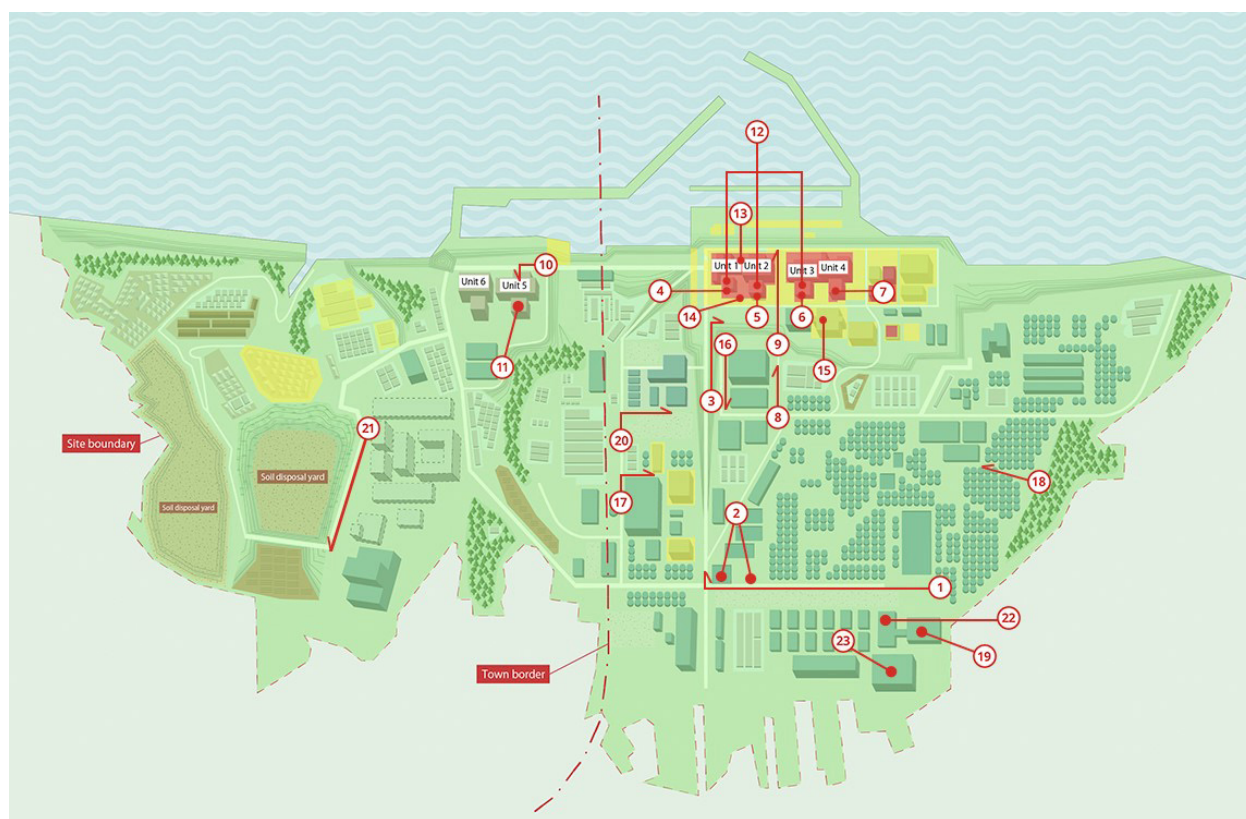 12
13
Unit 1
Unit 2
Unit 3
Unit 4
10
Unit 6
Unit 5
4
7
14
5
6
16
9
11
15
3
8
21
20
Site boundary
Soil disposal yard
18
17
Soil disposal yard
2
1
22
23
19
Town border